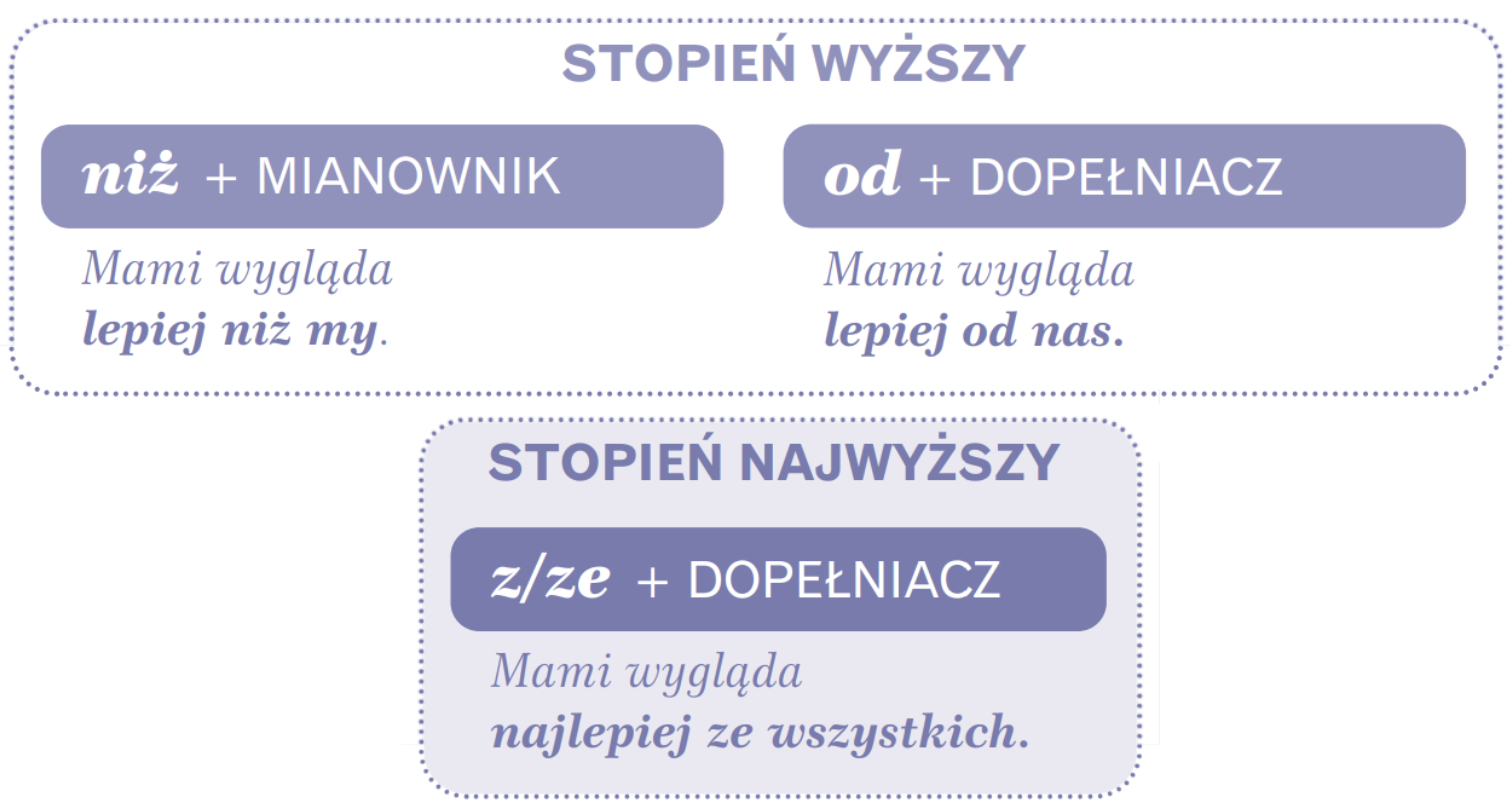 STOPIEŃ WYŻSZY
niż + MIANOWNIK
Mami wygląda
lepiej niż my.
od + DOPEŁNIACZ
Mami wygląda
lepiej od nas.
STOPIEŃ NAJWYŻSZY
z/ze + DOPEŁNIACZ
Mami wygląda
najlepiej ze wszystkich.